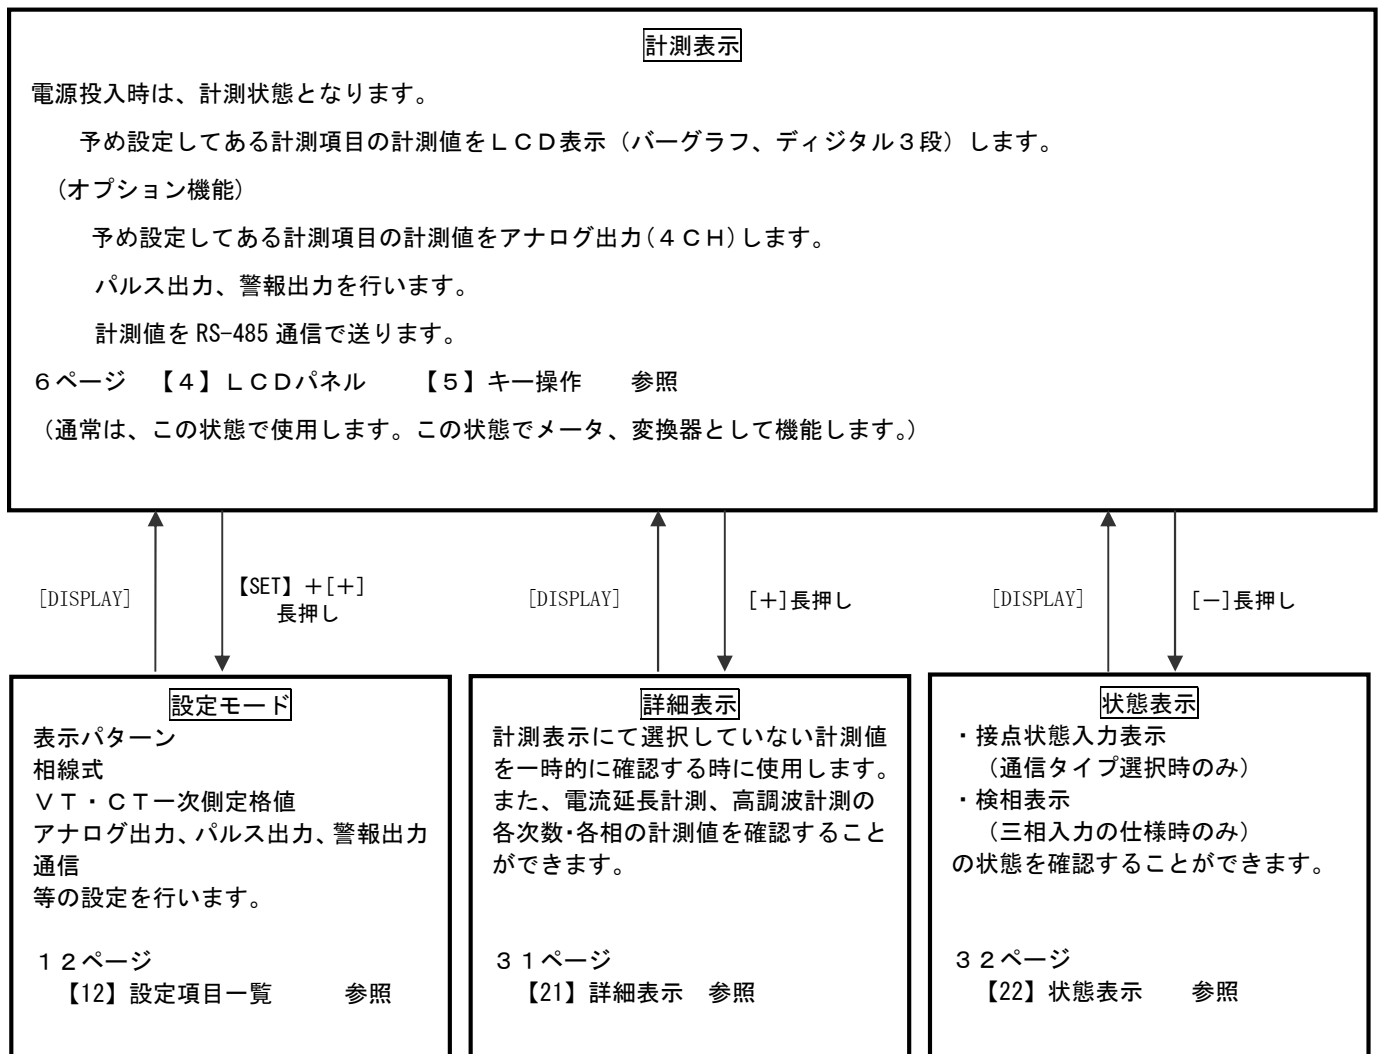 計測表示
電源投入時は、計測状態となります。
予め設定してある計測項目の計測値をＬＣＤ表示（バーグラフ、ディジタル３段）します。
(オプション機能)
予め設定してある計測項目の計測値をアナログ出力(４ＣＨ)します。
パルス出力、警報出力を行います。
計測値を RS-485 通信で送ります。
６ページ　【４】ＬＣＤパネル　　【５】キー操作　　参照
（通常は、この状態で使用します。この状態でメータ、変換器として機能します。）
[DISPLAY]
【SET】＋[＋]
長押し
[DISPLAY]
[＋]長押し
[DISPLAY]
[－]長押し
設定モード
表示パターン
相線式
ＶＴ・ＣＴ一次側定格値
アナログ出力、パルス出力、警報出力
通信
等の設定を行います。
１２ページ
【12】設定項目一覧　　　参照
詳細表示
計測表示にて選択していない計測値
を一時的に確認する時に使用します。
また、電流延長計測、高調波計測の
各次数・各相の計測値を確認すること
ができます。
３１ページ
【21】詳細表示　参照
状態表示
・接点状態入力表示
（通信タイプ選択時のみ）
・検相表示
（三相入力の仕様時のみ）
の状態を確認することができます。
３２ページ
【22】状態表示　　参照